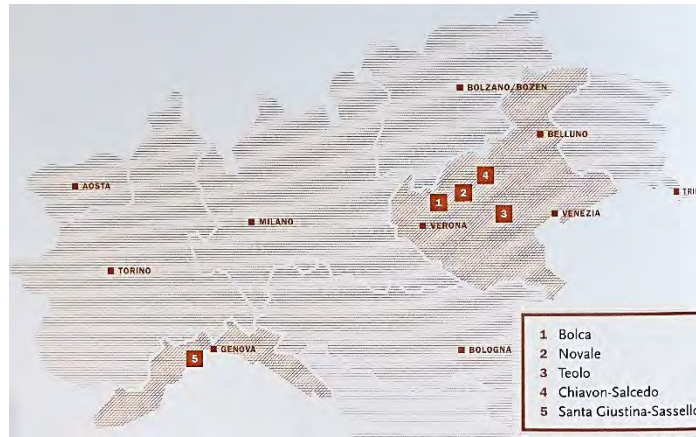 BOLZANO/BOZEN
BELLUNO
4
AOSTA
2
1
3
VENEZIA
MILANO
VERONA
TORINO
5
GENOVA
BOLOGNA
1 Bolca
2 Novale
3 Teolo
4 Chiavon-Salcedo
5 Santa Giustina-Sassello